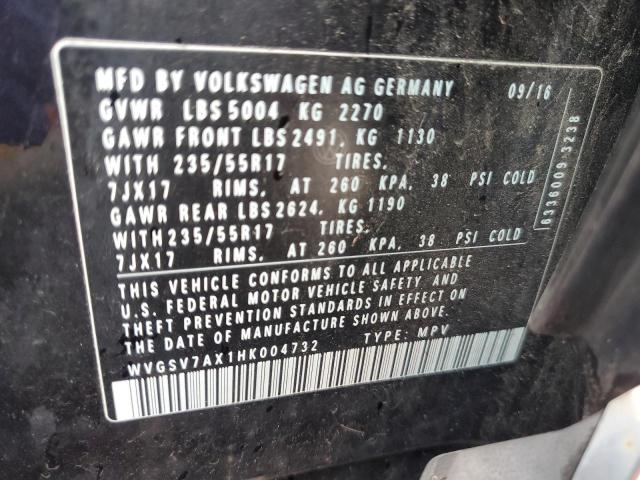 MFD BY VOLKSWAGEN AG GERMANY 09/16
GVWR LBS 5004 KG 2270
GAWR FRONT LBS 2491, KG 1130
WITH 235/55R17 TIRES,
7JX17 RIMS, AT 260 KPA, 38 PSI COLD
GAWR REAR LBS 2624, KG 1190
WITH 235/55R17 TIRES,
7JX17 RIMS, AT 260 KPA, 38 PSI COLD
THIS VEHICLE CONFORMS TO ALL APPLICABLE
U.S. FEDERAL MOTOR VEHICLE SAFETY AND
THEFT PREVENTION STANDARDS IN EFFECT ON
THE DATE OF MANUFACTURE SHOWN ABOVE.
WVGSV7AX1HK004732 TYPE: MPV
6336009 3238